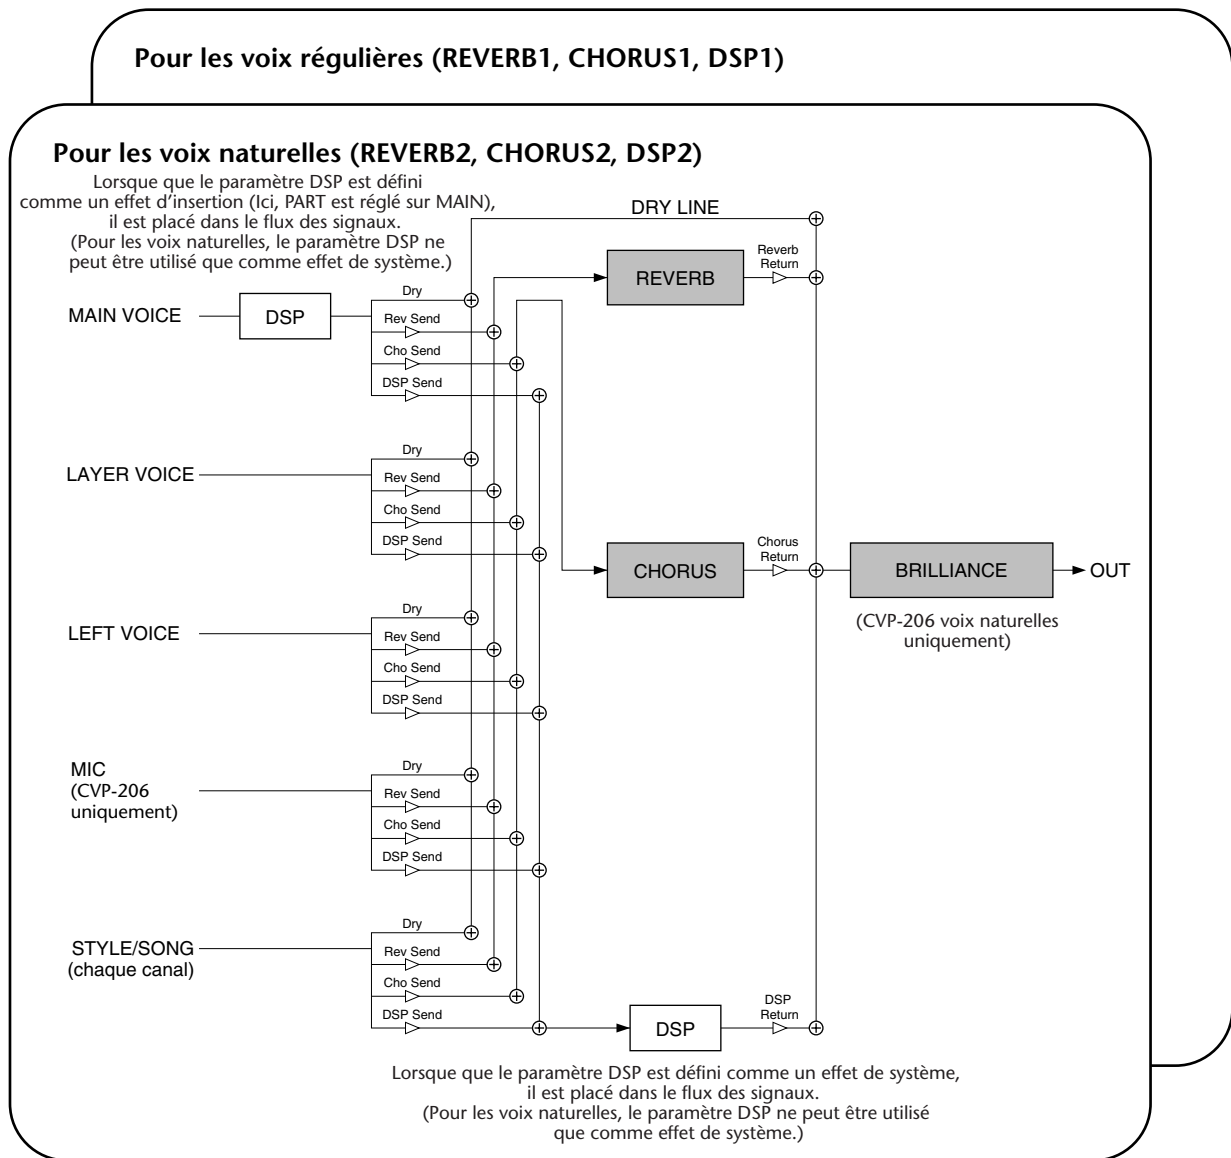 Pour les voix régulières (REVERB1, CHORUS1, DSP1)
Pour les voix naturelles (REVERB2, CHORUS2, DSP2)
Lorsque que le paramètre DSP est défini
comme un effet d'insertion (Ici, PART est réglé sur MAIN),
il est placé dans le flux des signaux.
(Pour les voix naturelles, le paramètre DSP ne
peut être utilisé que comme effet de système.)
DRY LINE
MAIN VOICE
DSP
Dry
Rev Send
Cho Send
DSP Send
REVERB
Reverb
Return
LAYER VOICE
Dry
Rev Send
Cho Send
DSP Send
CHORUS
Chorus
Return
BRILLIANCE
OUT
(CVP-206 voix naturelles
uniquement)
LEFT VOICE
Dry
Rev Send
Cho Send
DSP Send
MIC
(CVP-206
uniquement)
Dry
Rev Send
Cho Send
DSP Send
STYLE/SONG
(chaque canal)
Dry
Rev Send
Cho Send
DSP Send
DSP
DSP
Return
Lorsque que le paramètre DSP est défini comme un effet de système,
il est placé dans le flux des signaux.
(Pour les voix naturelles, le paramètre DSP ne peut être utilisé
que comme effet de système.)